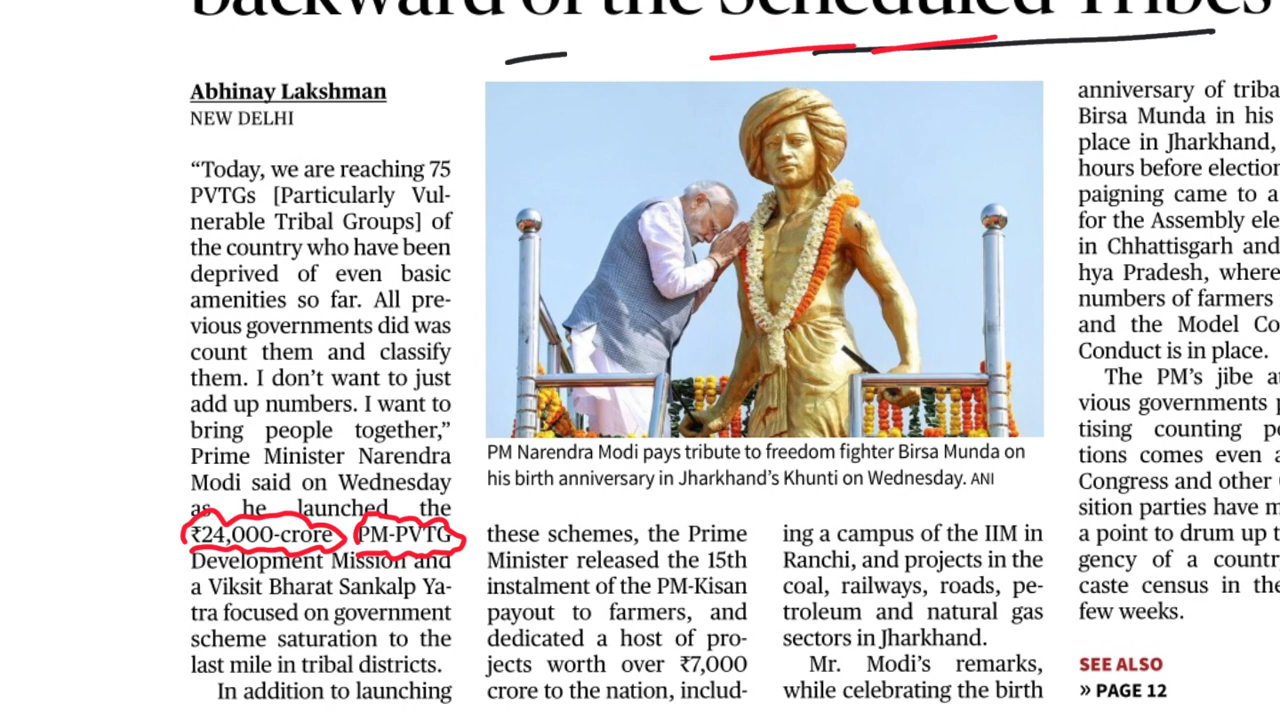 backward of the Scheduled Tribes
Abhinay Lakshman
NEW DELHI
“Today, we are reaching 75
PVTGs [Particularly Vul-
nerable Tribal Groups] of
the country who have been
deprived of even basic
amenities so far. All pre-
vious governments did was
count them and classify
them. I don’t want to just
add up numbers. I want to
bring people together,”
Prime Minister Narendra
Modi said on Wednesday
as he launched the
₹24,000-crore PM-PVTG
Development Mission and
a Viksit Bharat Sankalp Ya-
tra focused on government
scheme saturation to the
last mile in tribal districts.
In addition to launching
PM Narendra Modi pays tribute to freedom fighter Birsa Munda on
his birth anniversary in Jharkhand’s Khunti on Wednesday. ANI
these schemes, the Prime
Minister released the 15th
instalment of the PM-Kisan
payout to farmers, and
dedicated a host of pro-
jects worth over ₹7,000
crore to the nation, includ-
ing a campus of the IIM in
Ranchi, and projects in the
coal, railways, roads, pe-
troleum and natural gas
sectors in Jharkhand.
Mr. Modi’s remarks,
while celebrating the birth
anniversary of triba
Birsa Munda in his
place in Jharkhand,
hours before election
paigning came to a
for the Assembly ele
in Chhattisgarh and
hya Pradesh, where
numbers of farmers
and the Model Co
Conduct is in place.
The PM’s jibe a
vious governments p
tising counting po
tions comes even a
Congress and other
sition parties have m
a point to drum up t
gency of a countr
caste census in the
few weeks.
SEE ALSO
» PAGE 12